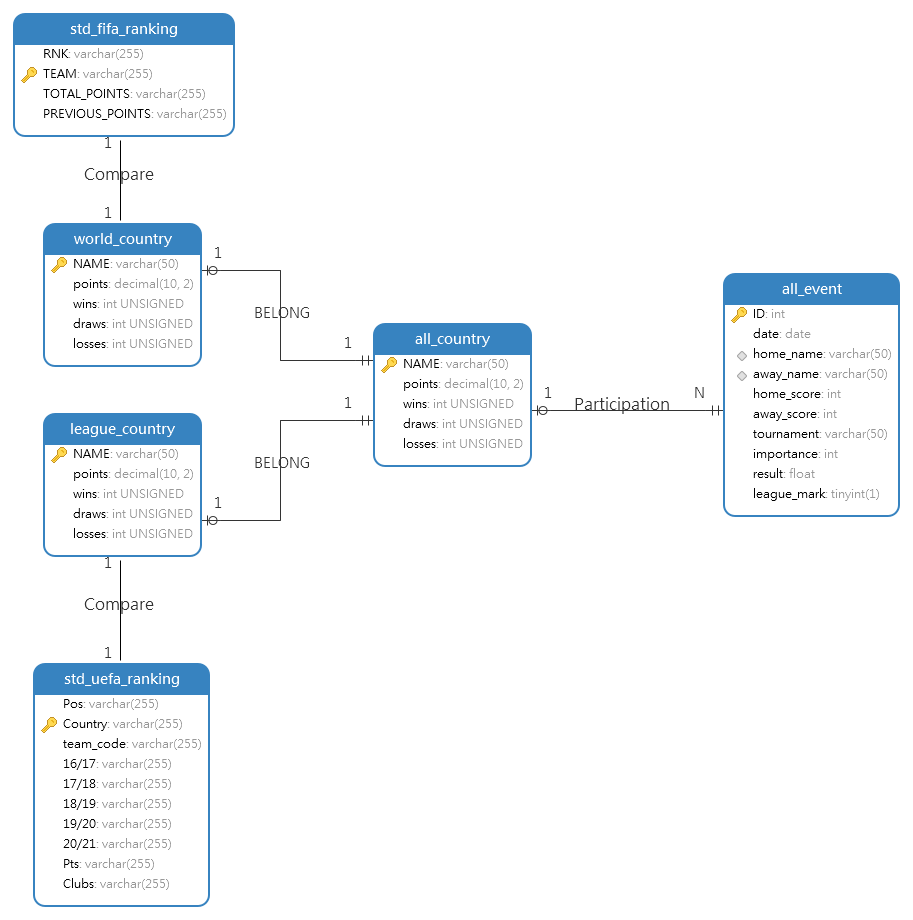 std_fifa_ranking
RNK: varchar(255)
TEAM: varchar(255)
TOTAL_POINTS: varchar(255)
PREVIOUS_POINTS: varchar(255)
1
Compare
1
world_country
NAME: varchar(50)
points: decimal(10, 2)
wins: int UNSIGNED
draws: int UNSIGNED
losses: int UNSIGNED
1
BELONG
1
league_country
NAME: varchar(50)
points: decimal(10, 2)
wins: int UNSIGNED
draws: int UNSIGNED
losses: int UNSIGNED
1
BELONG
1
all_country
NAME: varchar(50)
points: decimal(10, 2)
wins: int UNSIGNED
draws: int UNSIGNED
losses: int UNSIGNED
1
Participation
N
all_event
ID: int
date: date
home_name: varchar(50)
away_name: varchar(50)
home_score: int
away_score: int
tournament: varchar(50)
importance: int
result: float
league_mark: tinyint(1)
1
Compare
1
std_uefa_ranking
Pos: varchar(255)
Country: varchar(255)
team_code: varchar(255)
16/17: varchar(255)
17/18: varchar(255)
18/19: varchar(255)
19/20: varchar(255)
20/21: varchar(255)
Pts: varchar(255)
Clubs: varchar(255)